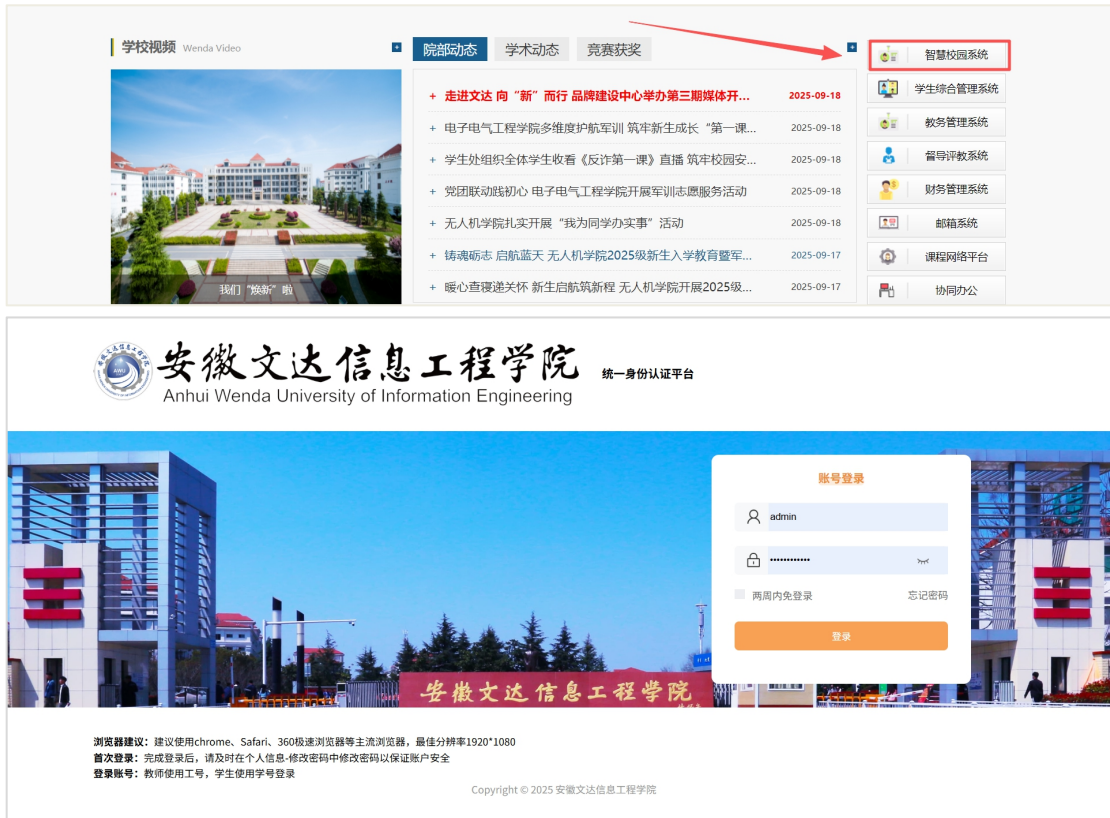 学校视频 Wenda Video
我们“焕新”啦
院部动态 学术动态 竞赛获奖
+ 走进文达 向“新”而行 品牌建设中心举办第三期媒体开... 2025-09-18
+ 电子电气工程学院多维度护航军训 筑牢新生成长“第一课... 2025-09-18
+ 学生处组织全体学生收看《反诈第一课》直播 筑牢校园安... 2025-09-18
+ 党团联动践初心 电子电气工程学院开展军训志愿服务活动 2025-09-18
+ 无人机学院扎实开展“我为同学办实事”活动 2025-09-18
+ 铸魂砺志 启航蓝天 无人机学院2025级新生入学教育暨军... 2025-09-17
+ 暖心查寝递关怀 新生启航筑新程 无人机学院开展2025级... 2025-09-17
智慧校园系统
学生综合管理系统
教务管理系统
督导评教系统
财务管理系统
邮箱系统
课程网络平台
协同办公
安徽文达信息工程学院 统一身份认证平台
Anhui Wenda University of Information Engineering
账号登录
admin
••••••••••••
两周内免登录 忘记密码
登录
安徽文达信息工程学院
浏览器建议：建议使用chrome、Safari、360极速浏览器等主流浏览器，最佳分辨率1920*1080
首次登录：完成登录后，请及时在个人信息-修改密码中修改密码以保证账户安全
登录账号：教师使用工号，学生使用学号登录
Copyright © 2025 安徽文达信息工程学院